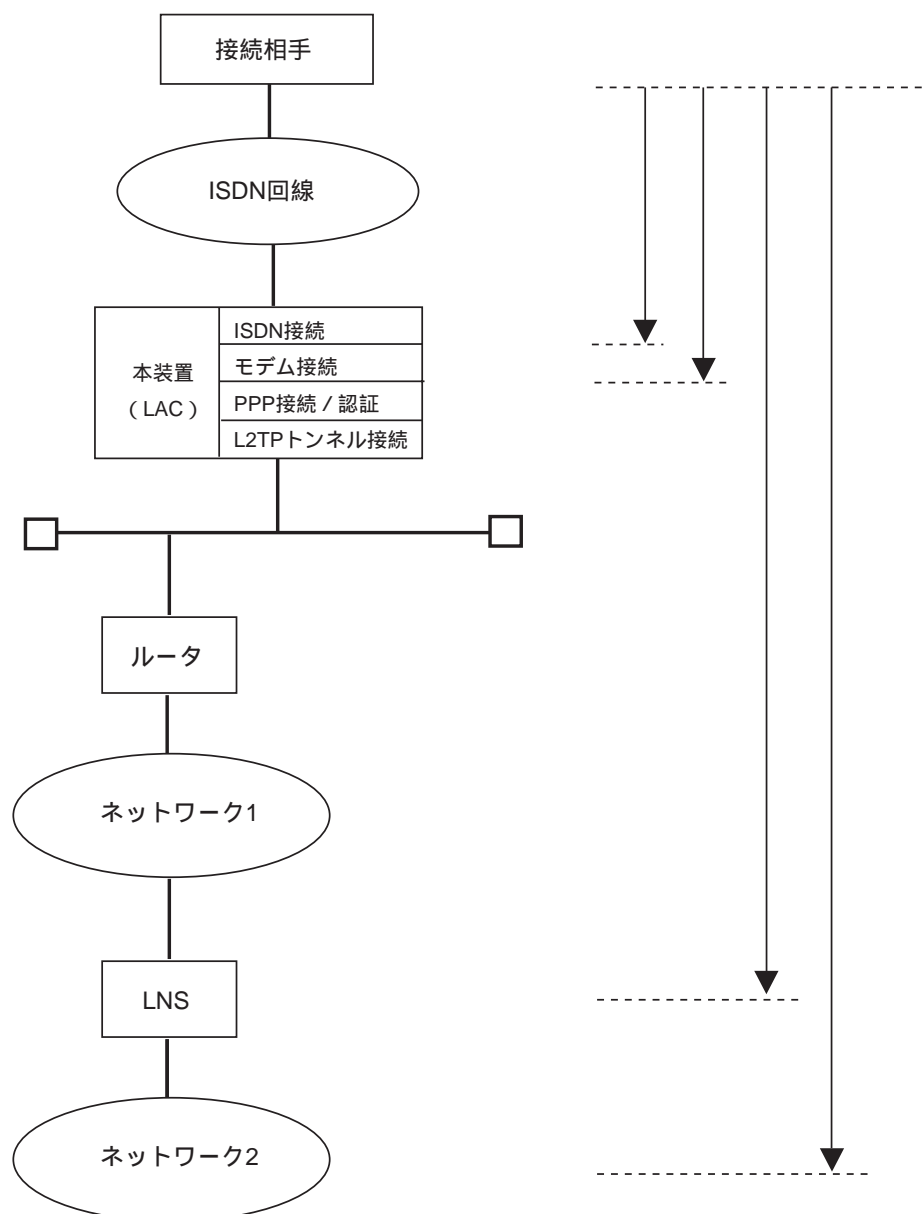 接続相手
ISDN回線
本装置
（LAC）
ISDN接続
モデム接続
PPP接続／認証
L2TPトンネル接続
ルータ
ネットワーク1
LNS
ネットワーク2